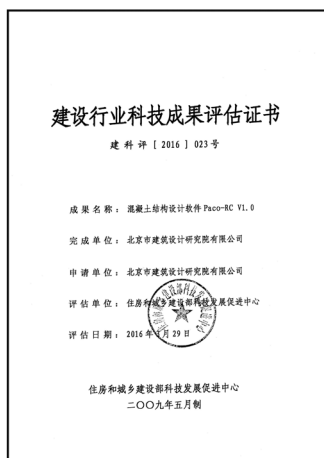 建设行业科技成果评估证书
建科评[2016]023号
成果名称：混凝土结构设计软件Paco-RC V1.0
完成单位：北京市建筑设计研究院有限公司
申请单位：北京市建筑设计研究院有限公司
评估单位：住房和城乡建设部科技发展促进中心
评估日期：2016年 月29日
住房和城乡建设部科技发展促进中心
二〇〇九年五月制